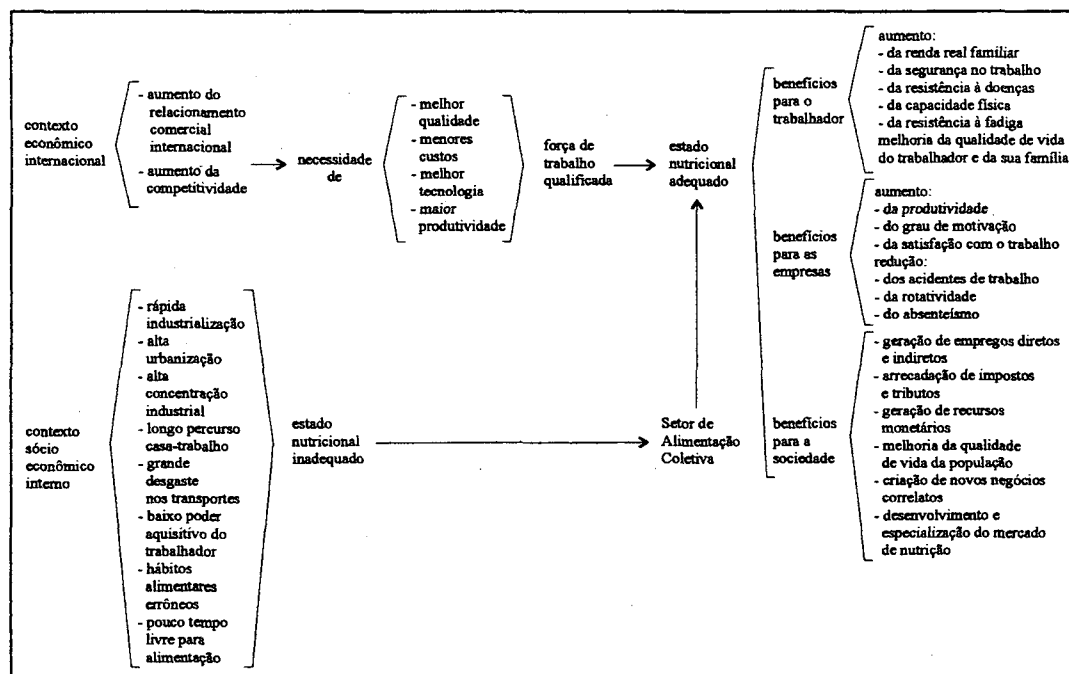 contexto
econômico
internacional
- aumento do
relacionamento
comercial
internacional
- aumento da
competitividade
necessidade
de
- melhor
qualidade
- menores
custos
- melhor
tecnologia
- maior
produtividade
força de
trabalho
qualificada
estado
nutricional
adequado
benefícios
para o
trabalhador
aumento:
- da renda real familiar
- da segurança no trabalho
- da resistência à doenças
- da capacidade física
- da resistência à fadiga
melhoria da qualidade de vida
do trabalhador e da sua família
benefícios
para as
empresas
aumento:
- da produtividade
- do grau de motivação
- da satisfação com o trabalho
redução:
- dos acidentes de trabalho
- da rotatividade
- do absenteísmo
contexto
sócio
econômico
interno
- rápida
industrialização
- alta
urbanização
- alta
concentração
industrial
- longo percurso
casa-trabalho
- grande
desgaste
nos transportes
- baixo poder
aquisitivo do
trabalhador
- hábitos
alimentares
errôneos
- pouco tempo
livre para
alimentação
estado
nutricional
inadequado
Setor de
Alimentação
Coletiva
benefícios
para a
sociedade
- geração de empregos diretos
e indiretos
- arrecadação de impostos
e tributos
- geração de recursos
monetários
- melhoria da qualidade
de vida da população
- criação de novos negócios
correlatos
- desenvolvimento e
especialização do mercado
de nutrição